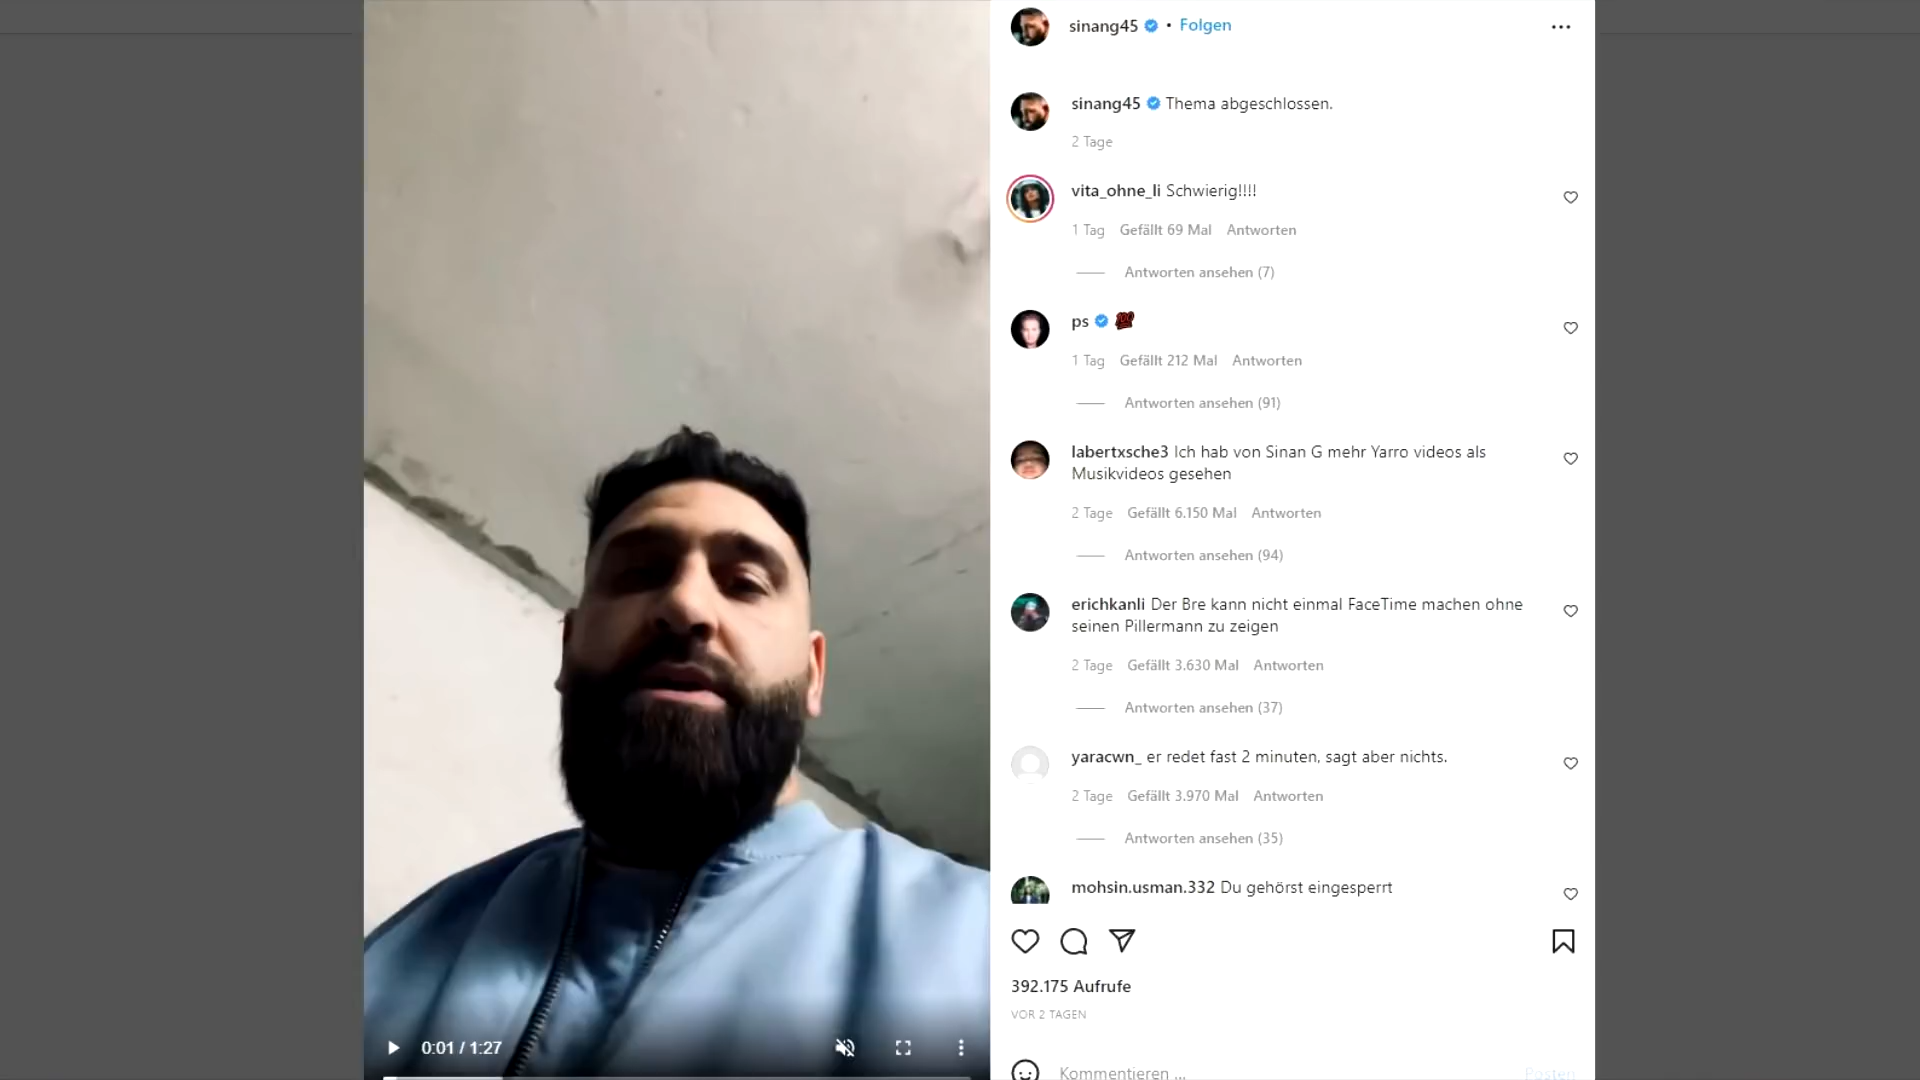 sinang45 • Folgen
sinang45 Thema abgeschlossen.
2 Tage
vita_ohne_li Schwierig!!!!
1 Tag Gefällt 69 Mal Antworten
Antworten ansehen (7)
ps 💯
1 Tag Gefällt 212 Mal Antworten
Antworten ansehen (91)
labertxsche3 Ich hab von Sinan G mehr Yarro videos als
Musikvideos gesehen
2 Tage Gefällt 6.150 Mal Antworten
Antworten ansehen (94)
erichkanli Der Bre kann nicht einmal FaceTime machen ohne
seinen Pillermann zu zeigen
2 Tage Gefällt 3.630 Mal Antworten
Antworten ansehen (37)
yaracwn_ er redet fast 2 minuten, sagt aber nichts.
2 Tage Gefällt 3.970 Mal Antworten
Antworten ansehen (35)
mohsin.usman.332 Du gehörst eingesperrt
392.175 Aufrufe
VOR 2 TAGEN
0:01 / 1:27
Kommentieren ... Posten